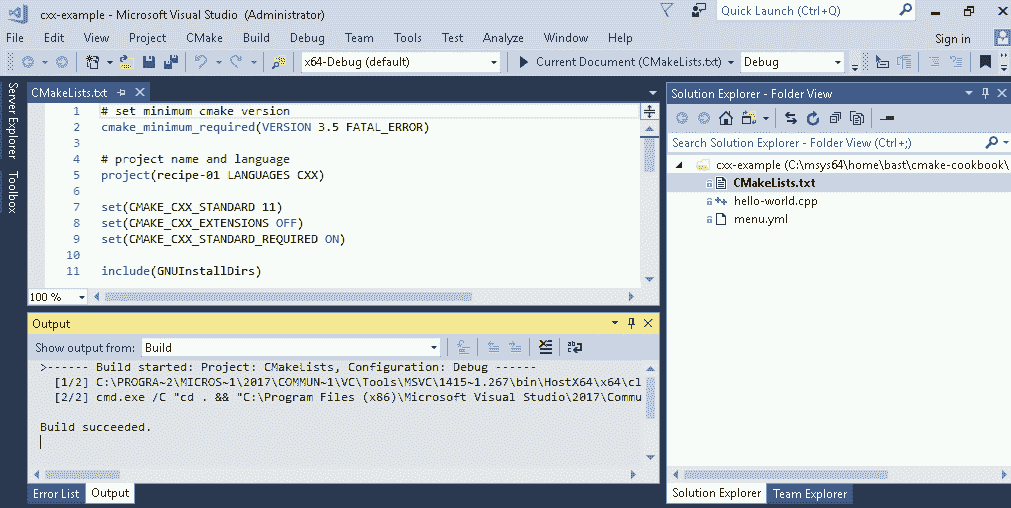 cxx-example - Microsoft Visual Studio (Administrator)
Quick Launch (Ctrl+Q)
File Edit View Project CMake Build Debug Team Tools Test Analyze Window Help
Sign in
x64-Debug (default)
Current Document (CMakeLists.txt)
Debug
Server Explorer
Toolbox
CMakeLists.txt
1 # set minimum cmake version
2 cmake_minimum_required(VERSION 3.5 FATAL_ERROR)
3
4 # project name and language
5 project(recipe-01 LANGUAGES CXX)
6
7 set(CMAKE_CXX_STANDARD 11)
8 set(CMAKE_CXX_EXTENSIONS OFF)
9 set(CMAKE_CXX_STANDARD_REQUIRED ON)
10
11 include(GNUInstallDirs)
100 %
Output
Show output from: Build
>------ Build started: Project: CMakeLists, Configuration: Debug ------
[1/2] C:\PROGRA~2\MICROS~1\2017\COMMUN~1\VC\Tools\MSVC\1415~1.267\bin\HostX64\x64\cl
[2/2] cmd.exe /C "cd . && "C:\Program Files (x86)\Microsoft Visual Studio\2017\Commu
Build succeeded.
Error List Output
Solution Explorer - Folder View
Search Solution Explorer - Folder View (Ctrl+;)
cxx-example (C:\msys64\home\bast\cmake-cookbook\
CMakeLists.txt
hello-world.cpp
menu.yml
Solution Explorer Team Explorer